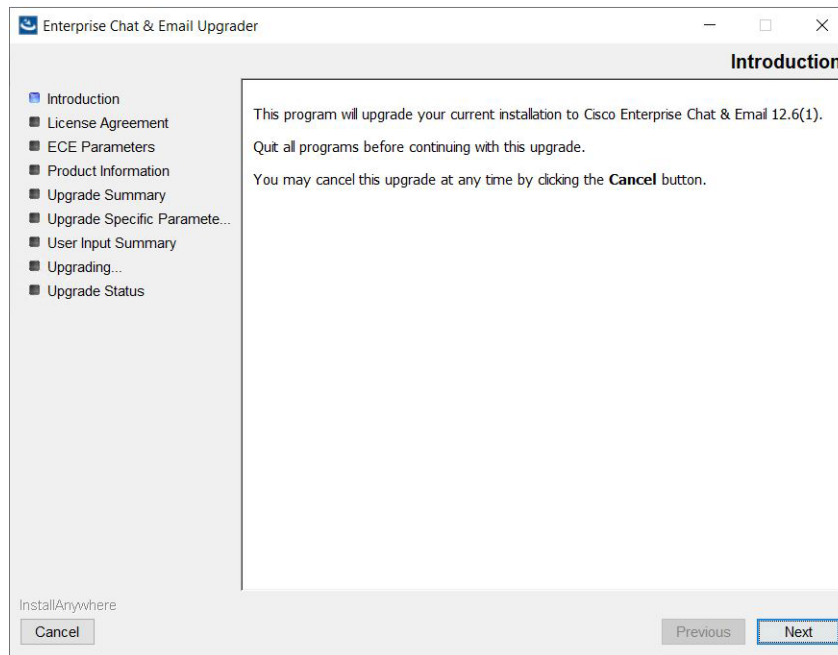 Enterprise Chat & Email Upgrader
Introduction
Introduction
License Agreement
ECE Parameters
Product Information
Upgrade Summary
Upgrade Specific Paramete...
User Input Summary
Upgrading...
Upgrade Status
This program will upgrade your current installation to Cisco Enterprise Chat & Email 12.6(1).
Quit all programs before continuing with this upgrade.
You may cancel this upgrade at any time by clicking the Cancel button.
InstallAnywhere
Cancel
Previous
Next